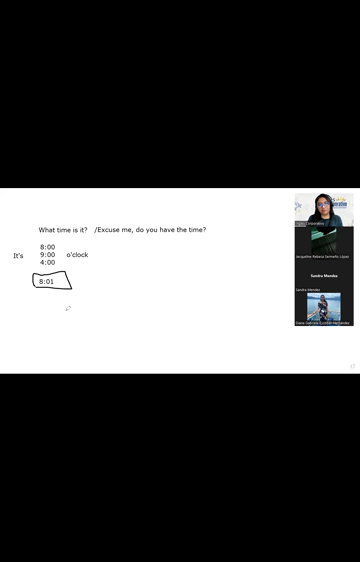 What time is it?   /Excuse me, do you have the time?
8:00
It's 9:00 o'clock
4:00
8:01
Jacqueline Rebeca Sarmeño López
Sandra Mendez
Sandra Mendez